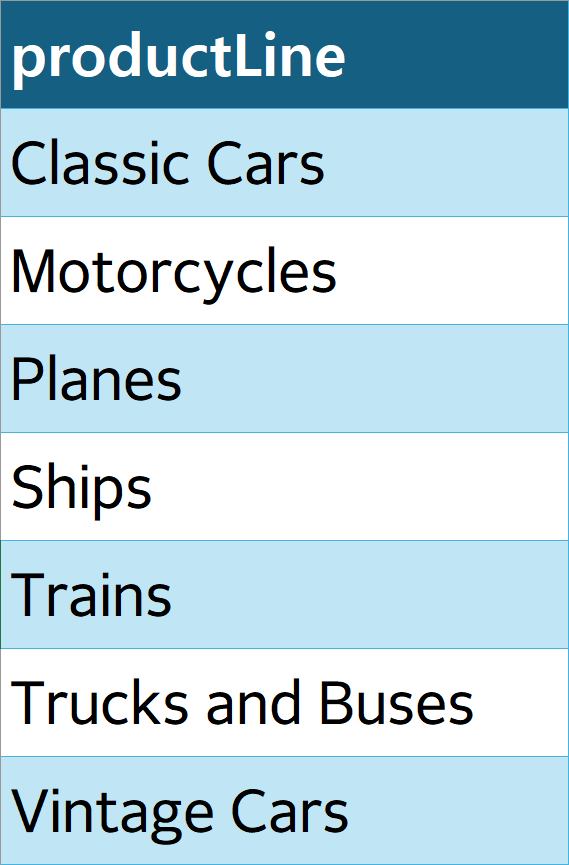 productLine
Classic Cars
Motorcycles
Planes
Ships
Trains
Trucks and Buses
Vintage Cars